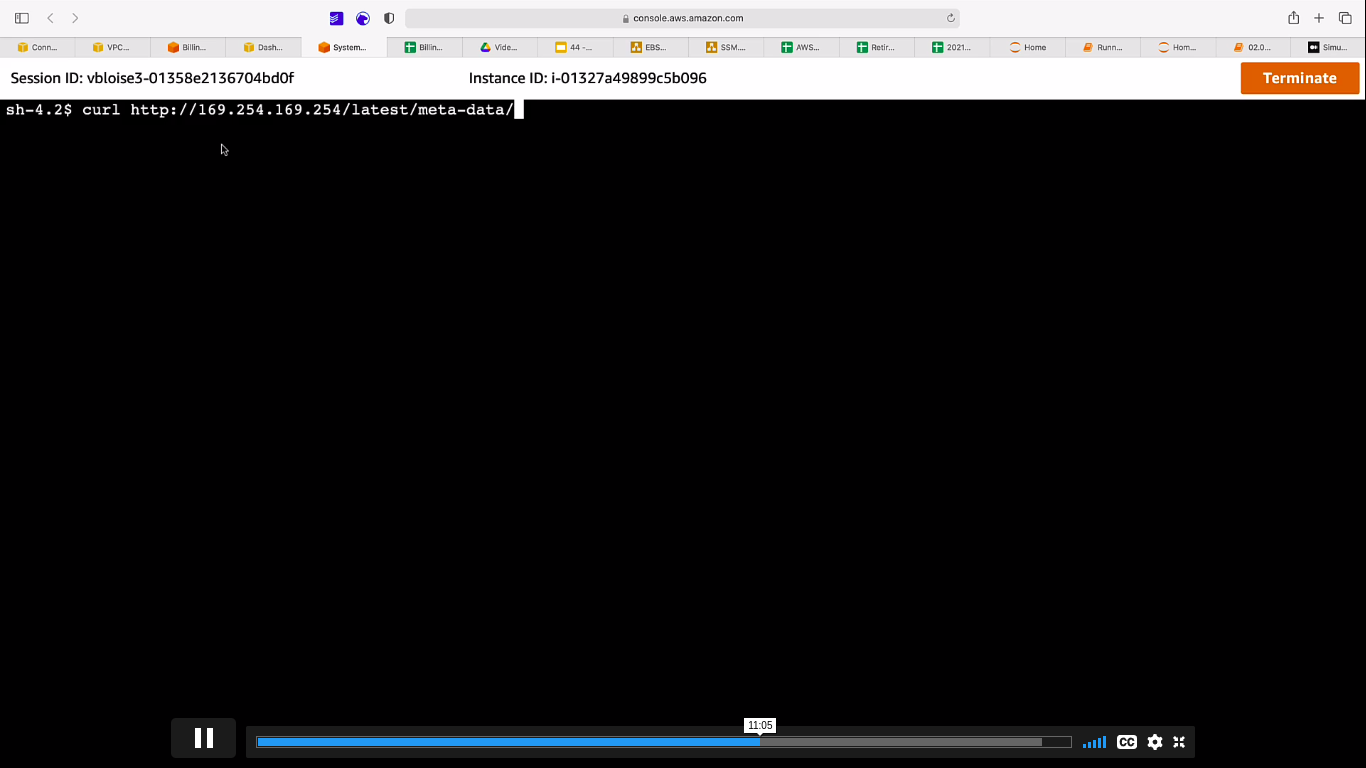 console.aws.amazon.com
Conn... VPC... Billin... Dash... System... Billin... Vide... 44 -... EBS... SSM.... AWS... Retir... 2021... Home Runn... Hom... 02.0... Simu...
Session ID: vbloise3-01358e2136704bd0f Instance ID: i-01327a49899c5b096 Terminate
sh-4.2$ curl http://169.254.169.254/latest/meta-data/
11:05
CC